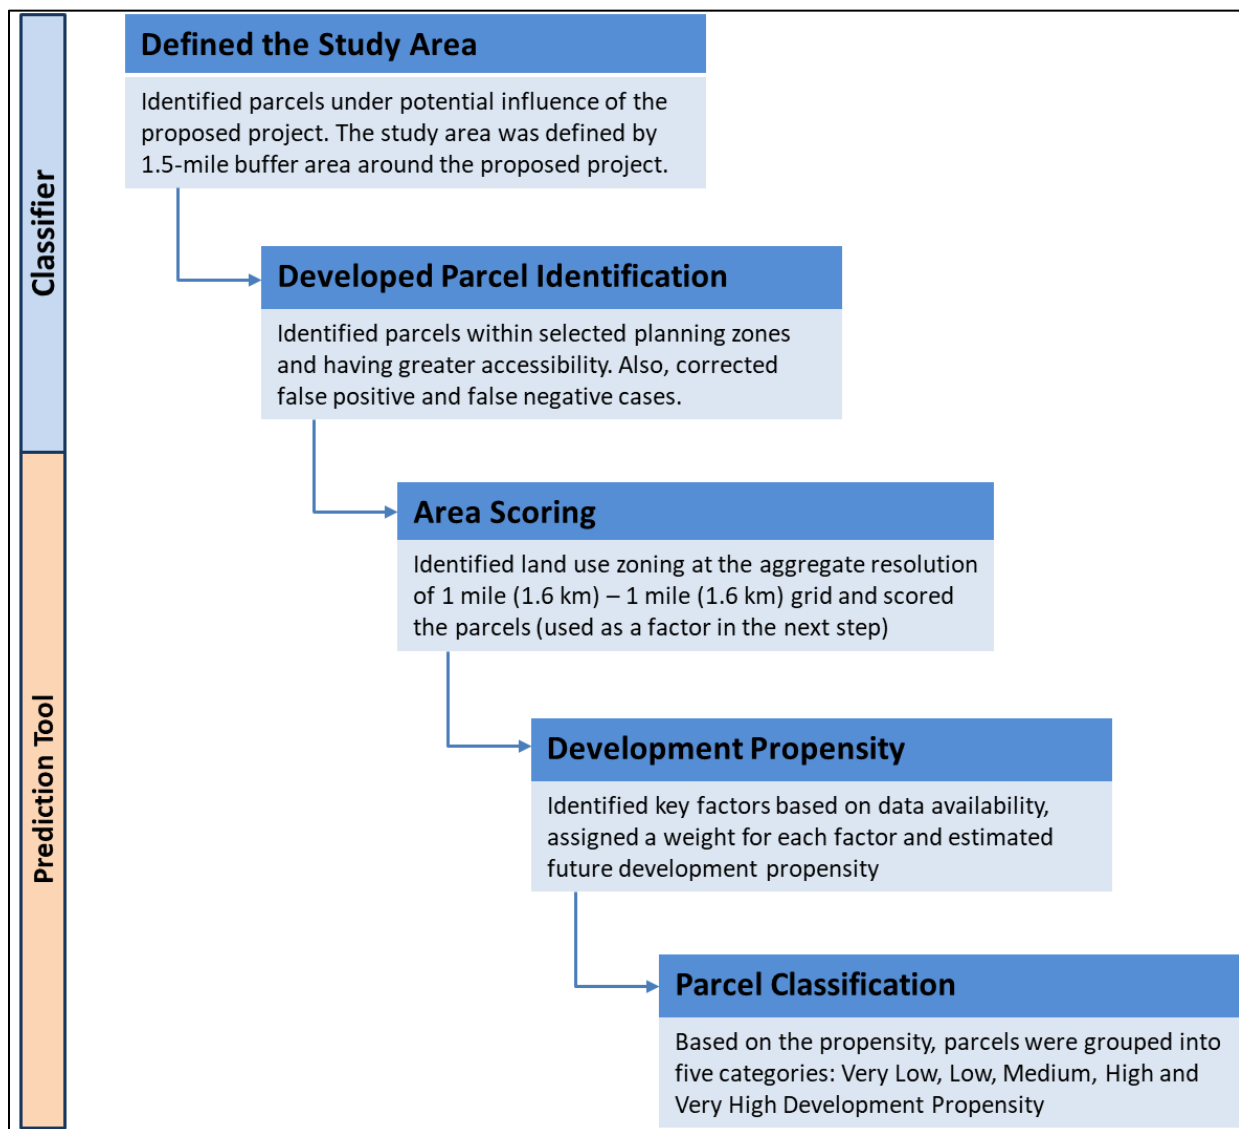 Classifier
Prediction Tool
Defined the Study Area
Identified parcels under potential influence of the
proposed project. The study area was defined by
1.5-mile buffer area around the proposed project.
Developed Parcel Identification
Identified parcels within selected planning zones
and having greater accessibility. Also, corrected
false positive and false negative cases.
Area Scoring
Identified land use zoning at the aggregate resolution
of 1 mile (1.6 km) – 1 mile (1.6 km) grid and scored
the parcels (used as a factor in the next step)
Development Propensity
Identified key factors based on data availability,
assigned a weight for each factor and estimated
future development propensity
Parcel Classification
Based on the propensity, parcels were grouped into
five categories: Very Low, Low, Medium, High and
Very High Development Propensity